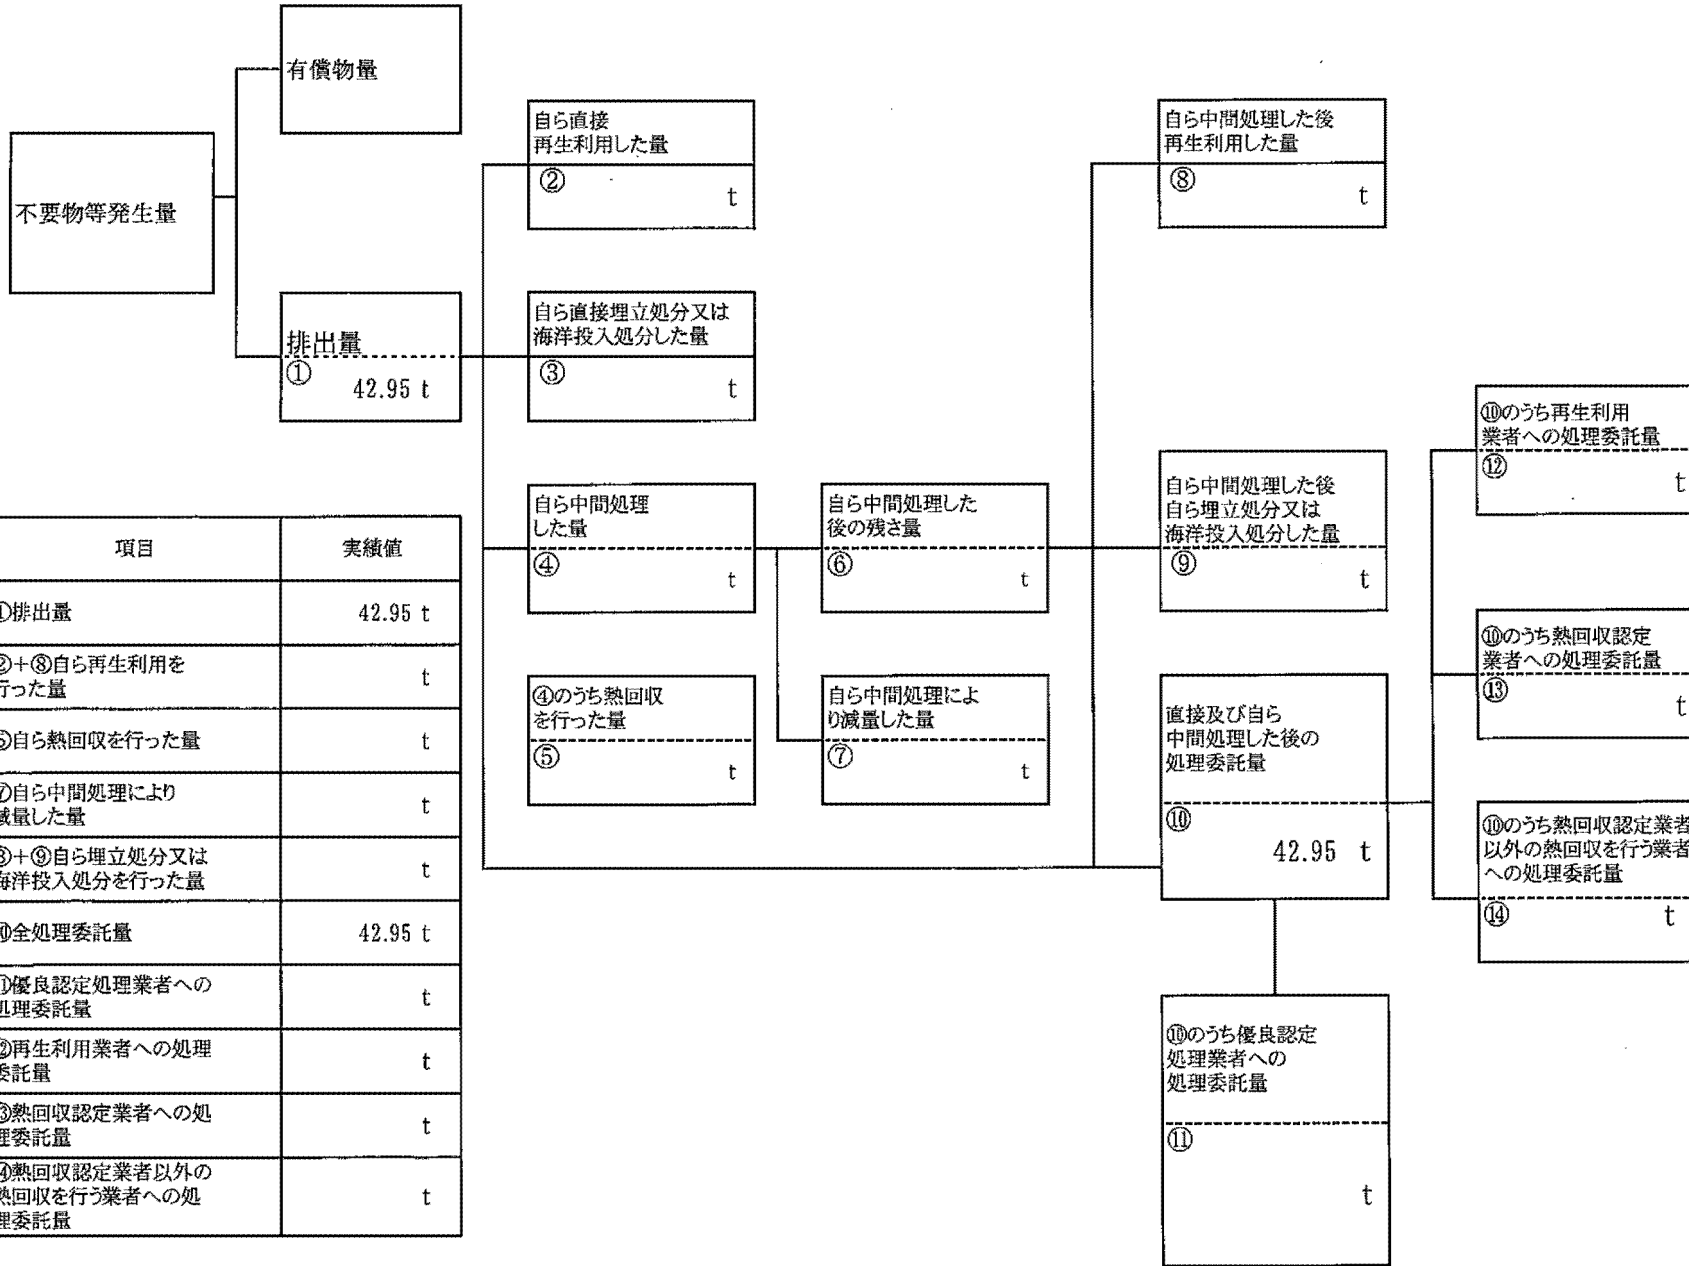 有償物量
不要物等発生量
排出量
①
42.95 t
自ら直接
再生利用した量
②
t
自ら直接埋立処分又は
海洋投入処分した量
③
t
自ら中間処理
した量
④
t
④のうち熱回収
を行った量
⑤
t
自ら中間処理した
後の残さ量
⑥
t
自ら中間処理によ
り減量した量
⑦
t
自ら中間処理した後
再生利用した量
⑧
t
自ら中間処理した後
自ら埋立処分又は
海洋投入処分した量
⑨
t
直接及び自ら
中間処理した後の
処理委託量
⑩
42.95 t
⑩のうち優良認定
処理業者への
処理委託量
⑪
t
⑩のうち再生利用
業者への処理委託量
⑫
t
⑩のうち熱回収認定
業者への処理委託量
⑬
t
⑩のうち熱回収認定業者
以外の熱回収を行う業者
への処理委託量
⑭
t
項目 実績値
①排出量 42.95 t
②+⑧自ら再生利用を
行った量 t
⑤自ら熱回収を行った量 t
⑦自ら中間処理により
減量した量 t
③+⑨自ら埋立処分又は
海洋投入処分を行った量 t
⑩全処理委託量 42.95 t
⑪優良認定処理業者への
処理委託量 t
⑫再生利用業者への処理
委託量 t
⑬熱回収認定業者への処
理委託量 t
⑭熱回収認定業者以外の
熱回収を行う業者への処
理委託量 t